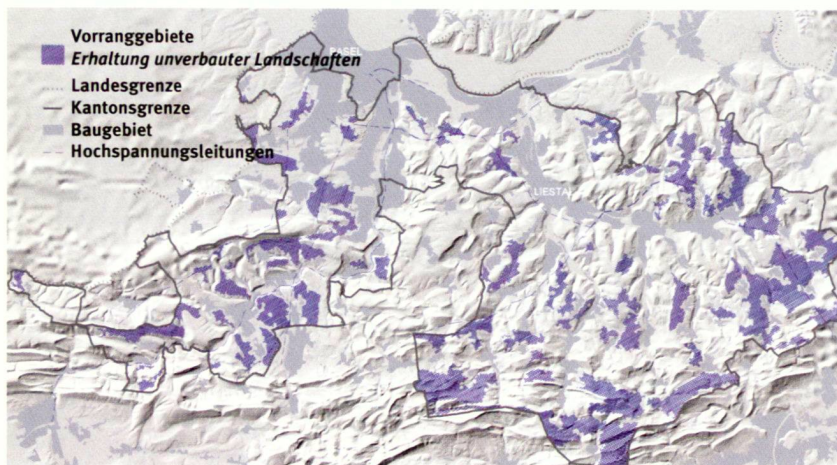 Vorranggebiete
Erhaltung unverbauter Landschaften
Landesgrenze
Kantonsgrenze
Baugebiet
Hochspannungsleitungen
BASEL
LIESTAL